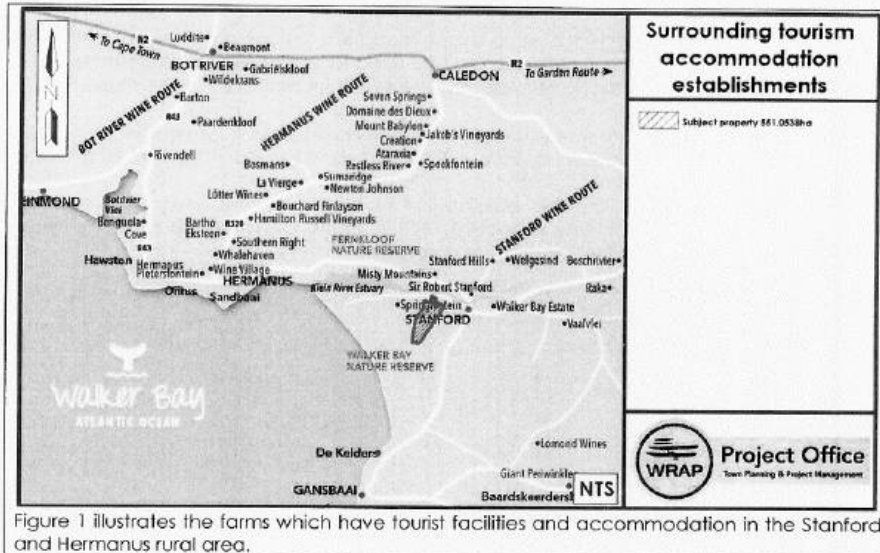 N
To Cape Town
N2
Luddite
Beaumont
BOT RIVER
Gabriëlskloof
Wildekrans
Barton
BOT RIVER WINE ROUTE
R43
Paardenkloof
Rivendell
HERMANUS WINE ROUTE
CALEDON
R2
To Garden Route
Seven Springs
Domaine des Dieux
Mount Babylon
Jakob's Vineyards
Creation
Ataraxia
Restless River
Spookfontein
Bosmans
Sumaridge
La Vierge
Newton Johnson
Lötter Wines
Bouchard Finlayson
Hamilton Russell Vineyards
R320
Bartho
Eksteen
Southern Right
Whalehaven
Wine Village
EINMOND
Botrivier
Vlei
Benguela
Cove
R43
Hawston
Hermanus
Pietersfontein
HERMANUS
Onrus
Sandbaai
FERNKLOOF
NATURE RESERVE
STANFORD WINE ROUTE
Stanford Hills
Welgesind
Boschrivier
Misty Mountains
Raka
Klein River Estuary
Sir Robert Stanford
Springfontein
Walker Bay Estate
STANFORD
Vaalvlei
WALKER BAY
NATURE RESERVE
Walker Bay
ATLANTIC OCEAN
De Kelders
Lomond Wines
Giant Periwinkle
GANSBAAI
Baardskeerders
NTS
Surrounding tourism
accommodation
establishments
Subject property 561.0538ha
WRAP
Project Office
Town Planning & Project Management
Figure 1 illustrates the farms which have tourist facilities and accommodation in the Stanford
and Hermanus rural area.